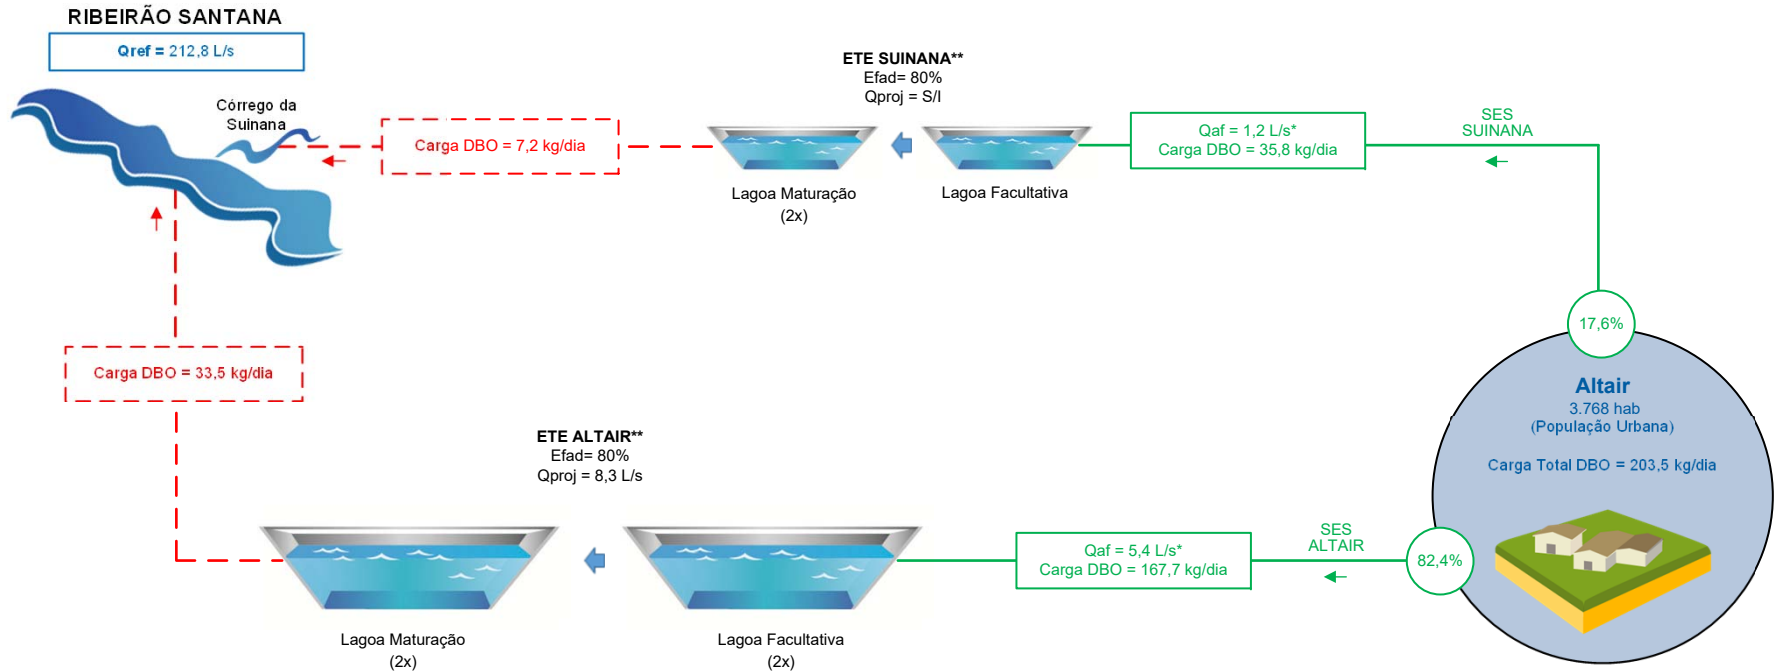 RIBEIRÃO SANTANA
Qref = 212,8 L/s
Córrego da
Suinana
Carga DBO = 7,2 kg/dia
ETE SUINANA**
Efad= 80%
Qproj = S/I
Lagoa Maturação
(2x)
Lagoa Facultativa
Qaf = 1,2 L/s*
Carga DBO = 35,8 kg/dia
SES
SUINANA
17,6%
Altair
3.768 hab
(População Urbana)
Carga Total DBO = 203,5 kg/dia
82,4%
SES
ALTAIR
Qaf = 5,4 L/s*
Carga DBO = 167,7 kg/dia
ETE ALTAIR**
Efad= 80%
Qproj = 8,3 L/s
Lagoa Maturação
(2x)
Lagoa Facultativa
(2x)
Carga DBO = 33,5 kg/dia